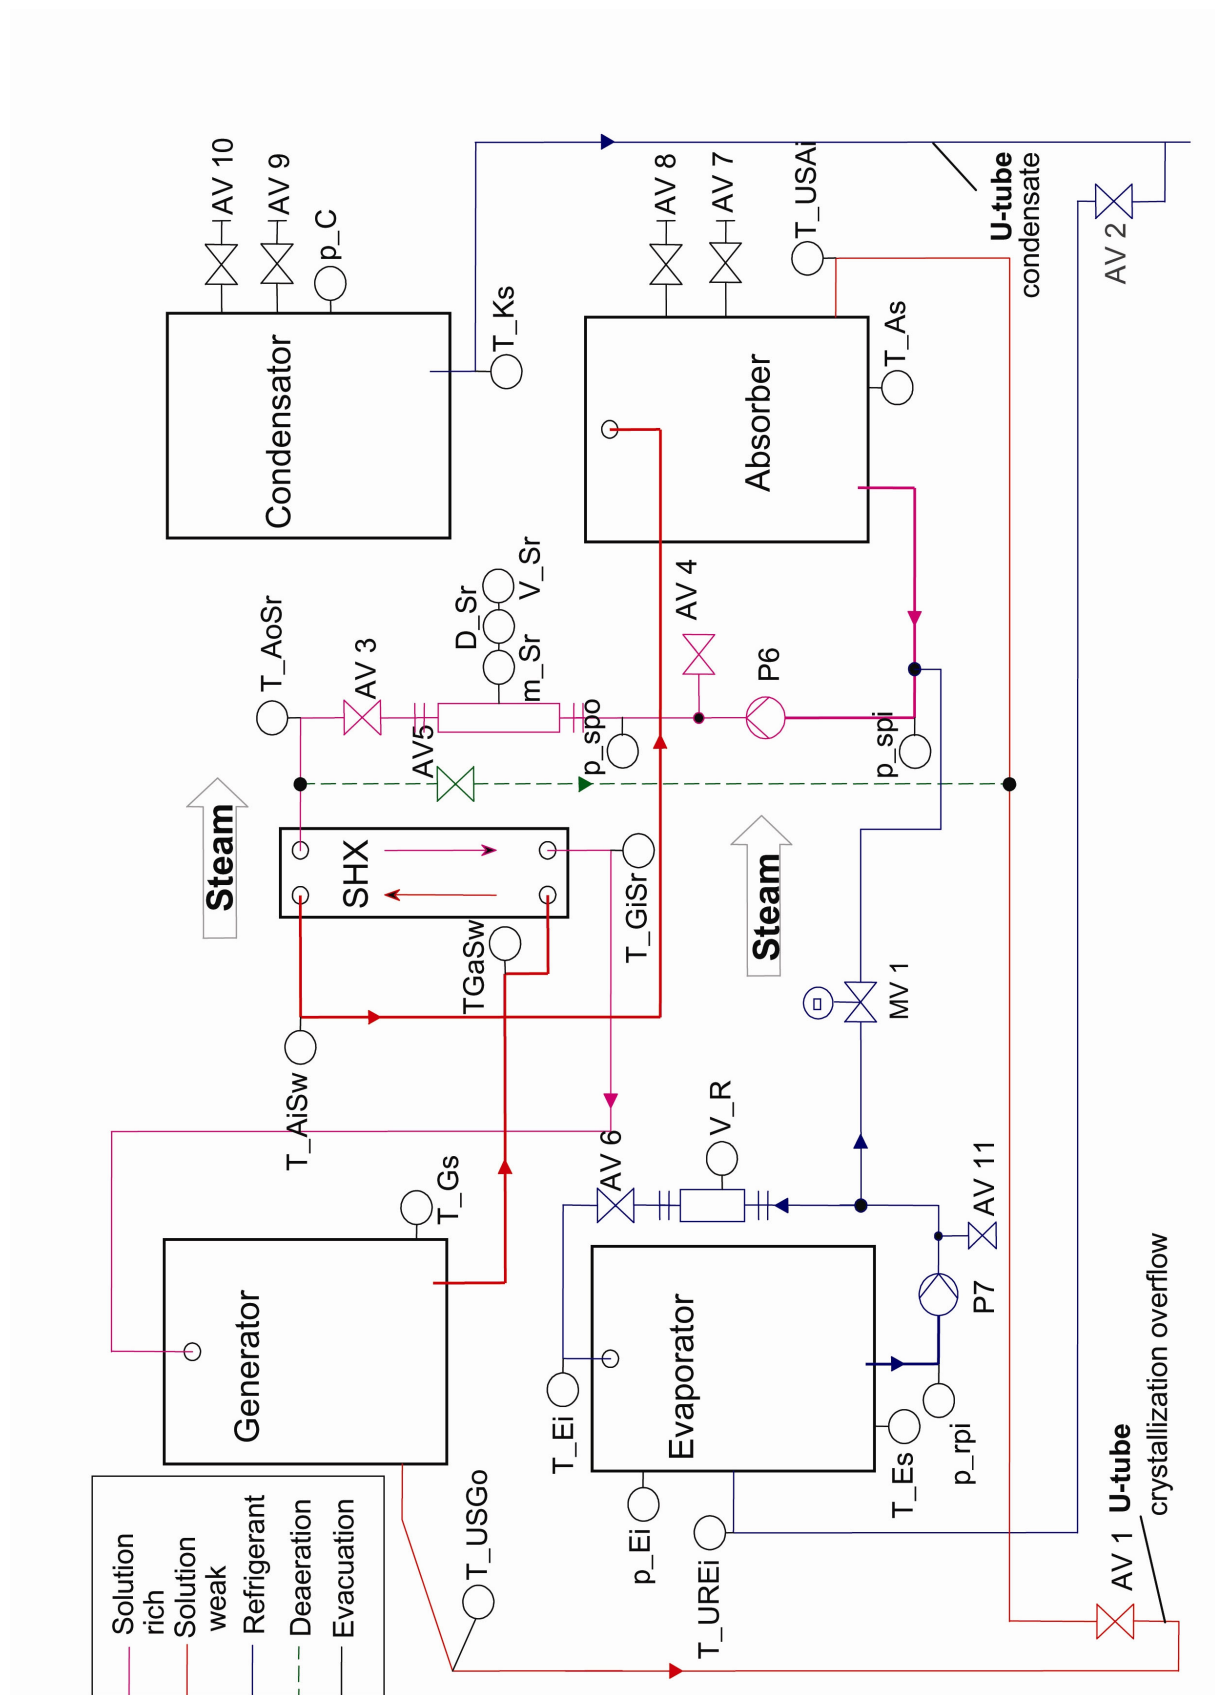 Solution
rich
Solution
weak
Refrigerant
Deaeration
Evacuation
Generator
T_Gs
T_USGo
T_AiSw
Steam
SHX
TGaSw
T_GiSr
T_AoSr
AV 3
AV5
D_Sr
m_Sr
V_Sr
p_spo
Condensator
AV 10
AV 9
p_C
T_Ks
Evaporator
T_Ei
AV 6
V_R
p_Ei
T_UREi
T_Es
p_rpi
P7
AV 11
MV 1
Steam
AV 4
P6
p_spi
Absorber
AV 8
AV 7
T_USAi
T_As
U-tube
condensate
AV 2
AV 1
U-tube
crystallization overflow